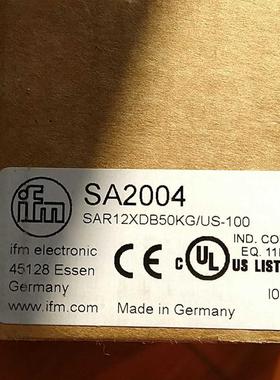 ifm
SA2004
SAR12XDB50KG/US-100
ifm electronic
45128 Essen
Germany
www.ifm.com
Made in Germany
CE
C UL US LIST
IND. CO
EQ. 11